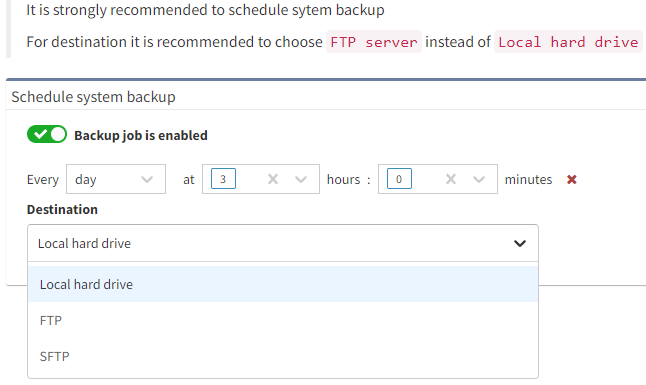 It is strongly recommended to schedule sytem backup
For destination it is recommended to choose FTP server instead of Local hard drive
Schedule system backup
Backup job is enabled
Every day at 3 hours : 0 minutes
Destination
Local hard drive
Local hard drive
FTP
SFTP